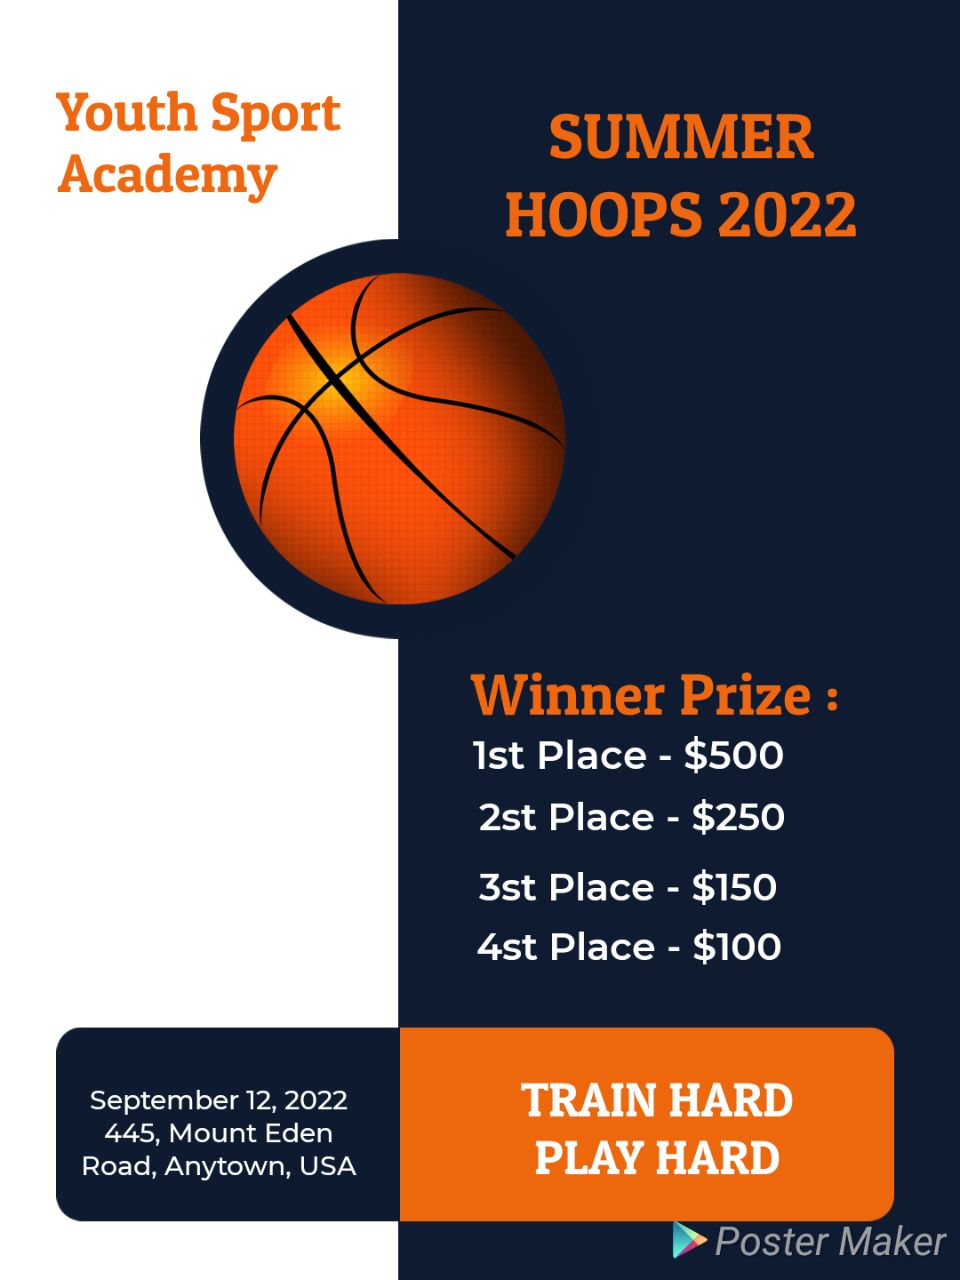 Youth Sport
Academy
SUMMER
HOOPS 2022
Winner Prize :
1st Place - $500
2st Place - $250
3st Place - $150
4st Place - $100
September 12, 2022
445, Mount Eden
Road, Anytown, USA
TRAIN HARD
PLAY HARD
Poster Maker